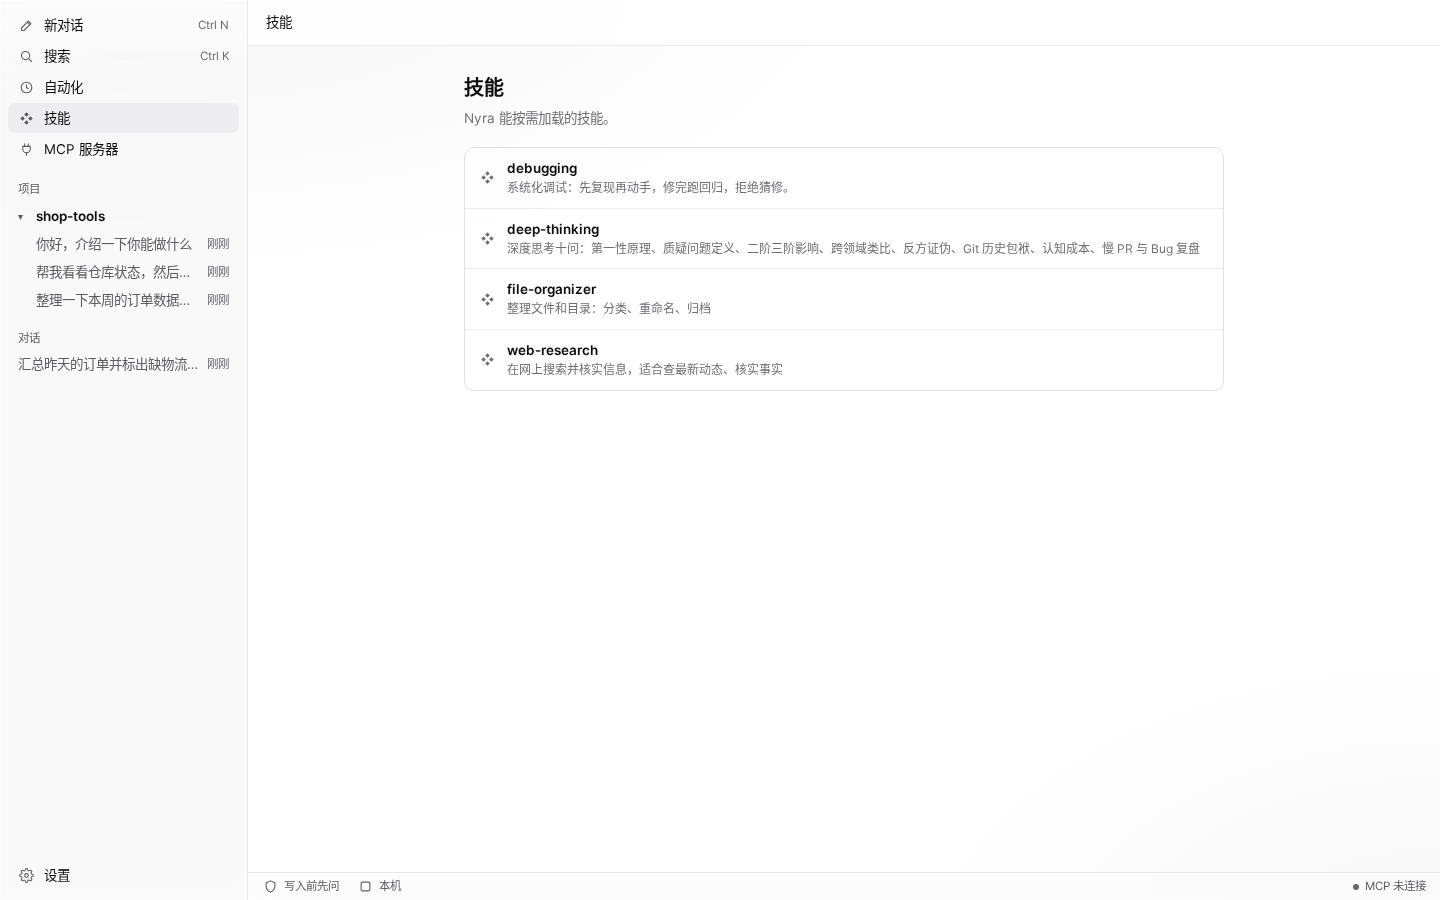 新对话 Ctrl N
搜索 Ctrl K
自动化
技能
MCP 服务器
项目
shop-tools
你好，介绍一下你能做什么 刚刚
帮我看看仓库状态，然后... 刚刚
整理一下本周的订单数据... 刚刚
对话
汇总昨天的订单并标出缺物流... 刚刚
设置
技能
技能
Nyra 能按需加载的技能。
debugging
系统化调试：先复现再动手，修完跑回归，拒绝猜修。
deep-thinking
深度思考十问：第一性原理、质疑问题定义、二阶三阶影响、跨领域类比、反方证伪、Git 历史包袱、认知成本、慢 PR 与 Bug 复盘
file-organizer
整理文件和目录：分类、重命名、归档
web-research
在网上搜索并核实信息，适合查最新动态、核实事实
写入前先问 本机 MCP 未连接